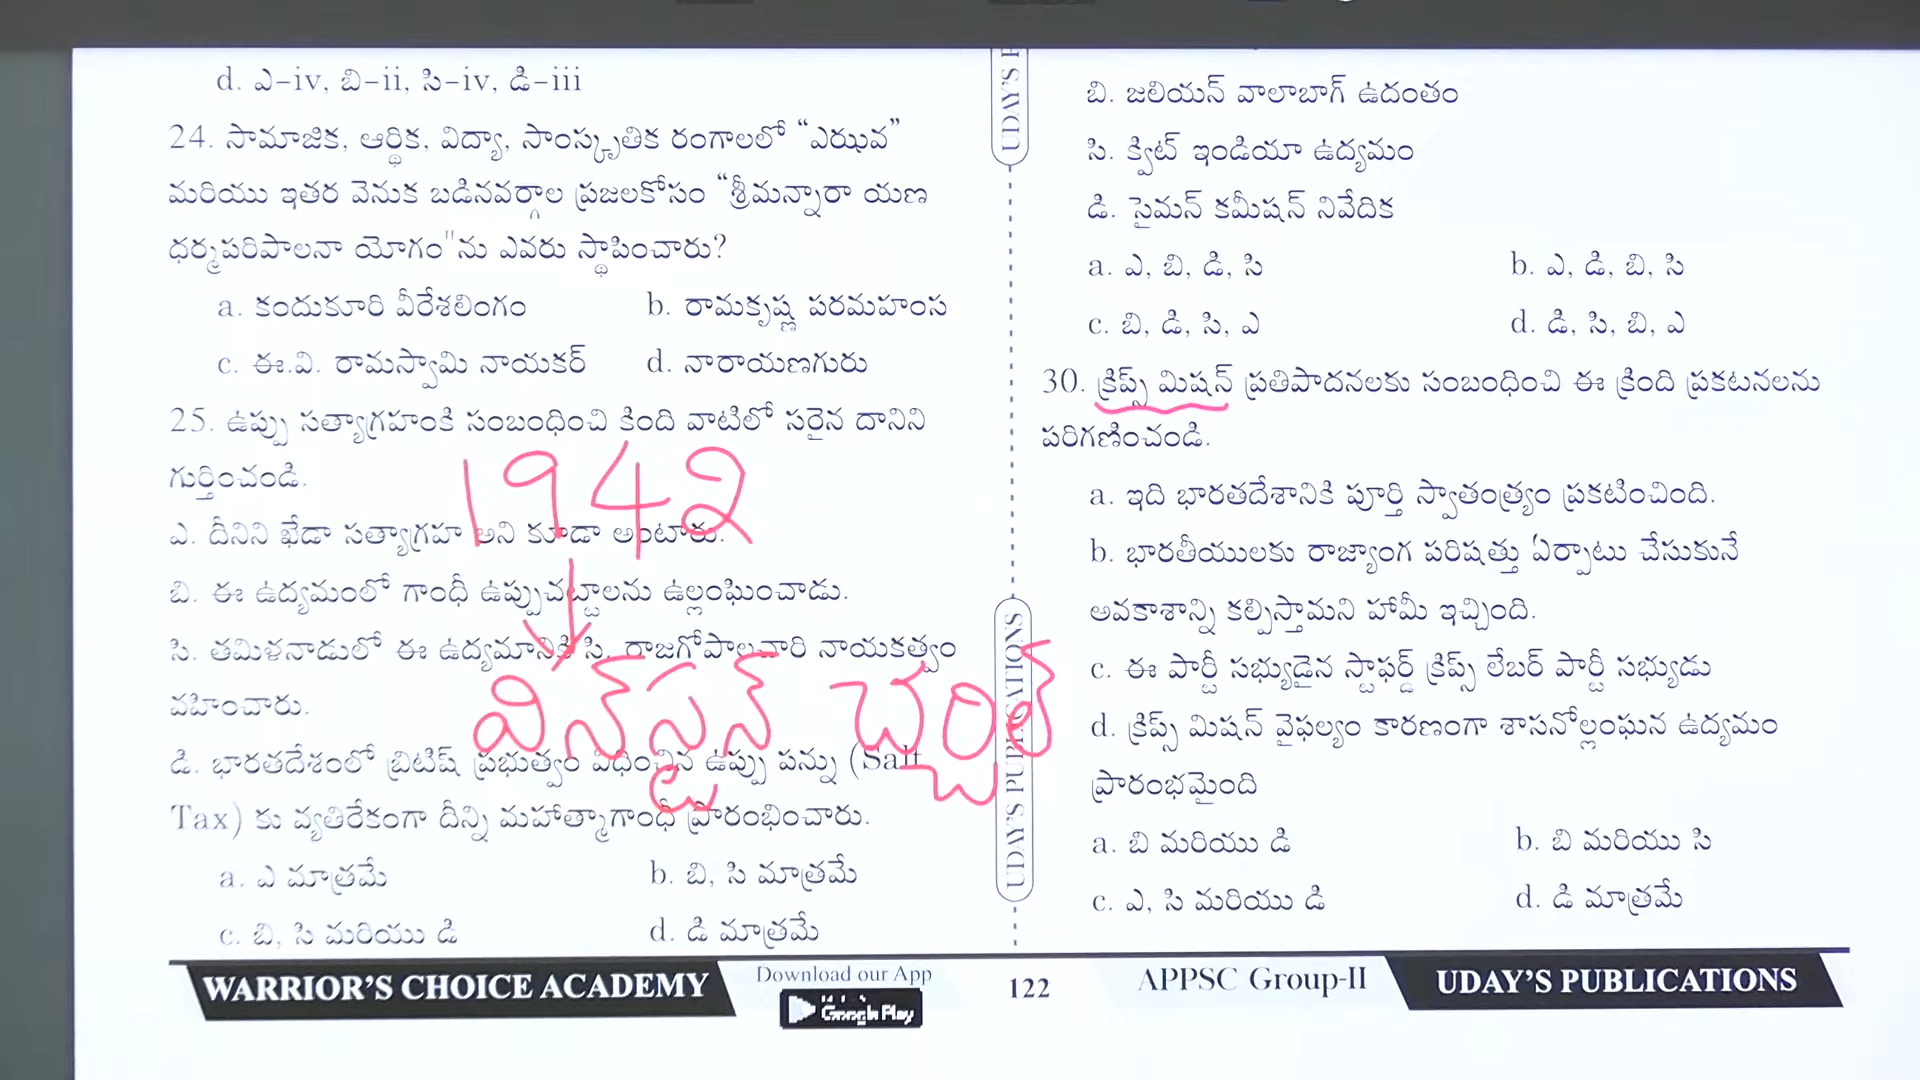 d. ఎ-iv, బి-ii, సి-iv, డి-iii
24. సామాజిక, ఆర్థిక, విద్యా, సాంస్కృతిక రంగాలలో “ఎఝవ”
మరియు ఇతర వెనుక బడినవర్గాల ప్రజలకోసం “శ్రీమన్నారా యణ
ధర్మపరిపాలనా యోగం"ను ఎవరు స్థాపించారు?
a. కందుకూరి వీరేశలింగం
b. రామకృష్ణ పరమహంస
c. ఈ.వి. రామస్వామి నాయకర్
d. నారాయణగురు
25. ఉప్పు సత్యాగ్రహంకి సంబంధించి కింది వాటిలో సరైన దానిని
గుర్తించండి.
1942
ఎ. దీనిని ఖేడా సత్యాగ్రహ అని కూడా అంటారు.
బి. ఈ ఉద్యమంలో గాంధీ ఉప్పుచట్టాలను ఉల్లంఘించాడు.
సి. తమిళనాడులో ఈ ఉద్యమానికి సి. రాజగోపాలచారి నాయకత్వం
వహించారు.
విన్‌స్టన్ చర్చిల్
డి. భారతదేశంలో బ్రిటిష్ ప్రభుత్వం విధించిన ఉప్పు పన్ను (Salt
Tax) కు వ్యతిరేకంగా దీన్ని మహాత్మాగాంధీ ప్రారంభించారు.
a. ఎ మాత్రమే
b. బి, సి మాత్రమే
c. బి, సి మరియు డి
d. డి మాత్రమే
UDAY'S
UDAY'S PUBLICATIONS
బి. జలియన్ వాలాబాగ్ ఉదంతం
సి. క్విట్ ఇండియా ఉద్యమం
డి. సైమన్ కమీషన్ నివేదిక
a. ఎ, బి, డి, సి
b. ఎ, డి, బి, సి
c. బి, డి, సి, ఎ
d. డి, సి, బి, ఎ
30. క్రిప్స్ మిషన్ ప్రతిపాదనలకు సంబంధించి ఈ క్రింది ప్రకటనలను
పరిగణించండి.
a. ఇది భారతదేశానికి పూర్తి స్వాతంత్ర్యం ప్రకటించింది.
b. భారతీయులకు రాజ్యాంగ పరిషత్తు ఏర్పాటు చేసుకునే
అవకాశాన్ని కల్పిస్తామని హామీ ఇచ్చింది.
c. ఈ పార్టీ సభ్యుడైన స్టాఫర్డ్ క్రిప్స్ లేబర్ పార్టీ సభ్యుడు
d. క్రిప్స్ మిషన్ వైఫల్యం కారణంగా శాసనోల్లంఘన ఉద్యమం
ప్రారంభమైంది
a. బి మరియు డి
b. బి మరియు సి
c. ఎ, సి మరియు డి
d. డి మాత్రమే
WARRIOR'S CHOICE ACADEMY
Download our App
Google Play
122
APPSC Group-II
UDAY'S PUBLICATIONS